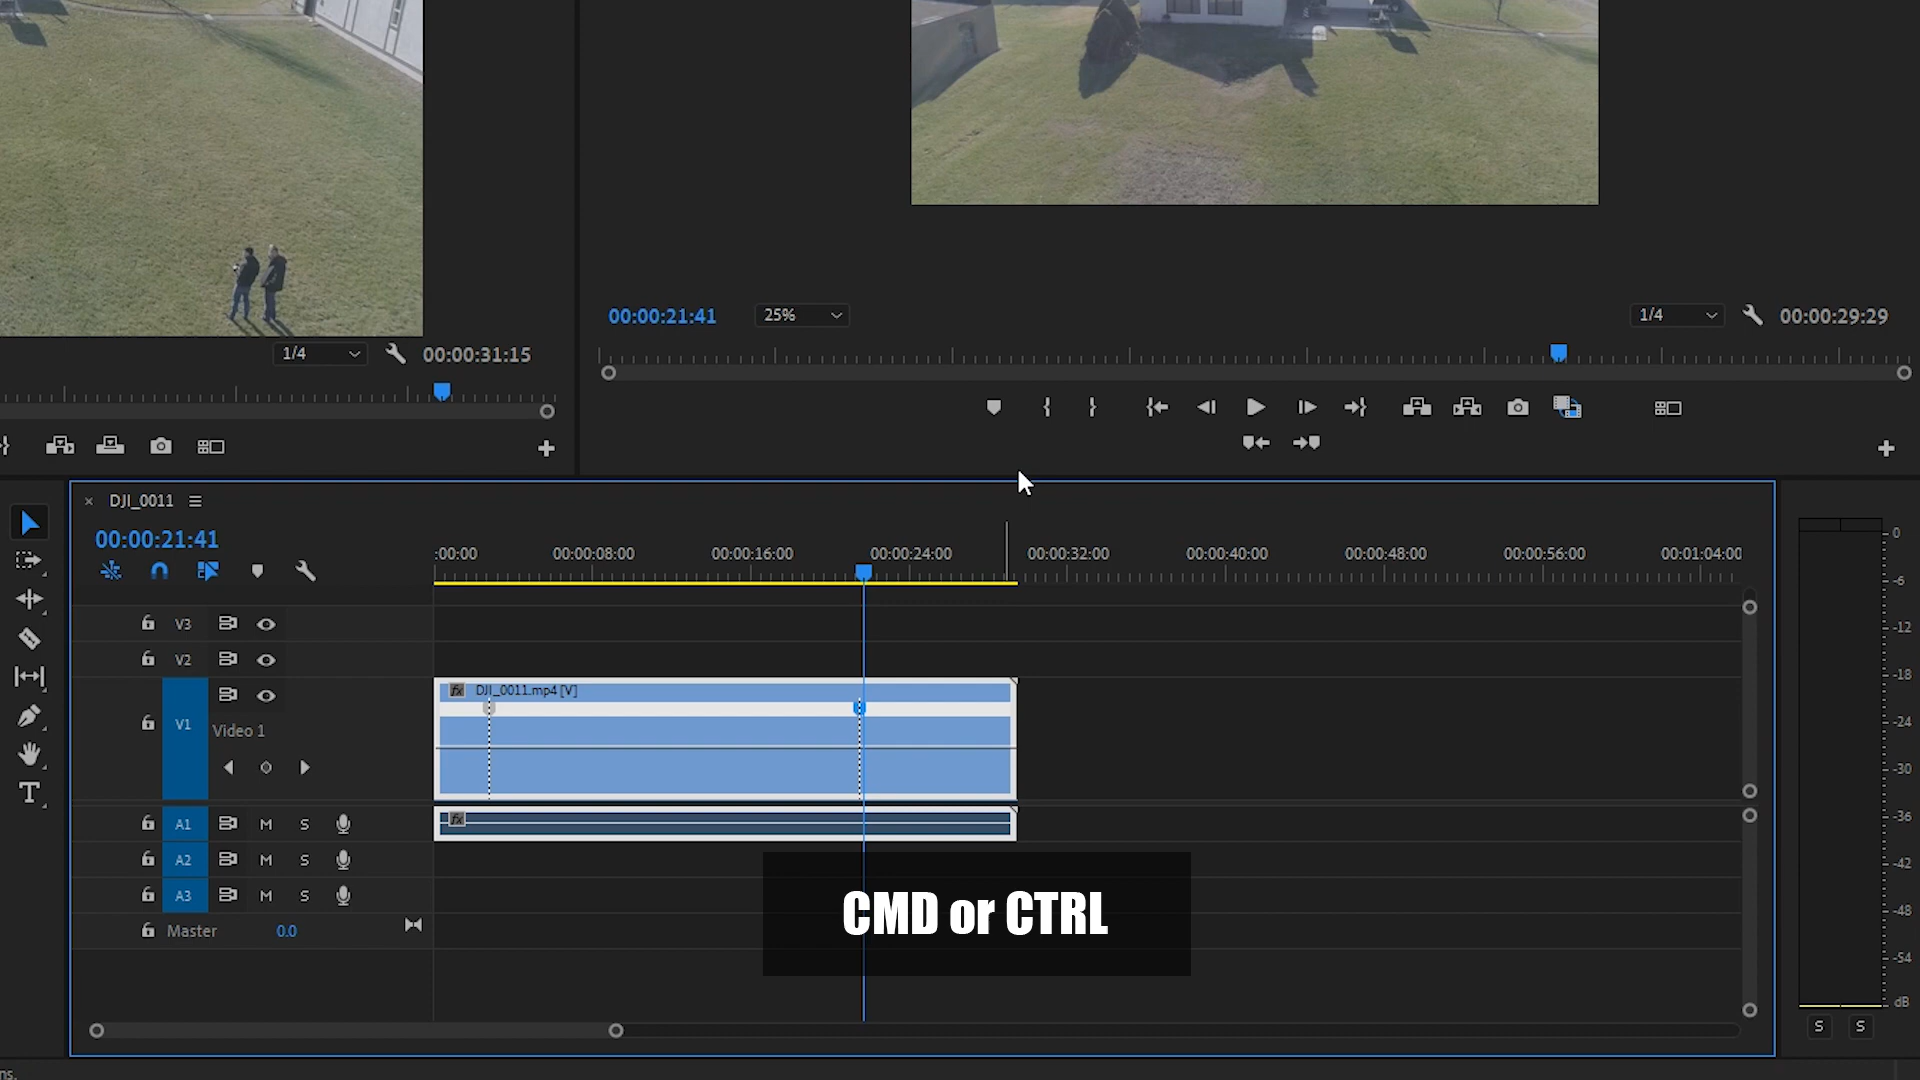 00:00:21:41
25%
1/4
00:00:29:29
1/4
00:00:31:15
DJI_0011
00:00:21:41
:00:00
00:00:08:00
00:00:16:00
00:00:24:00
00:00:32:00
00:00:40:00
00:00:48:00
00:00:56:00
00:01:04:00
V3
V2
V1
Video 1
fx DJI_0011.mp4 [V]
A1 M S
fx
A2 M S
A3 M S
Master 0.0
T
CMD or CTRL
0
-6
-12
-18
-24
-30
-36
-42
-48
-54
dB
S S
ns.